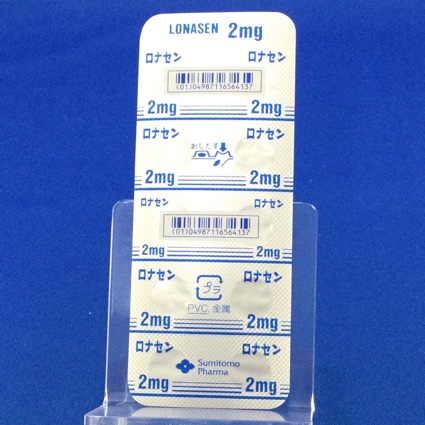 LONASEN 2mg
ロナセン ロナセン
(01)04987116564137
2mg 2mg
ロナセン おしだす ロナセン
2mg 2mg
ロナセン ロナセン
(01)04987116564137
2mg 2mg
ロナセン プラ ロナセン
PVC, 金属
2mg 2mg
ロナセン ロナセン
Sumitomo
Pharma
2mg 2mg